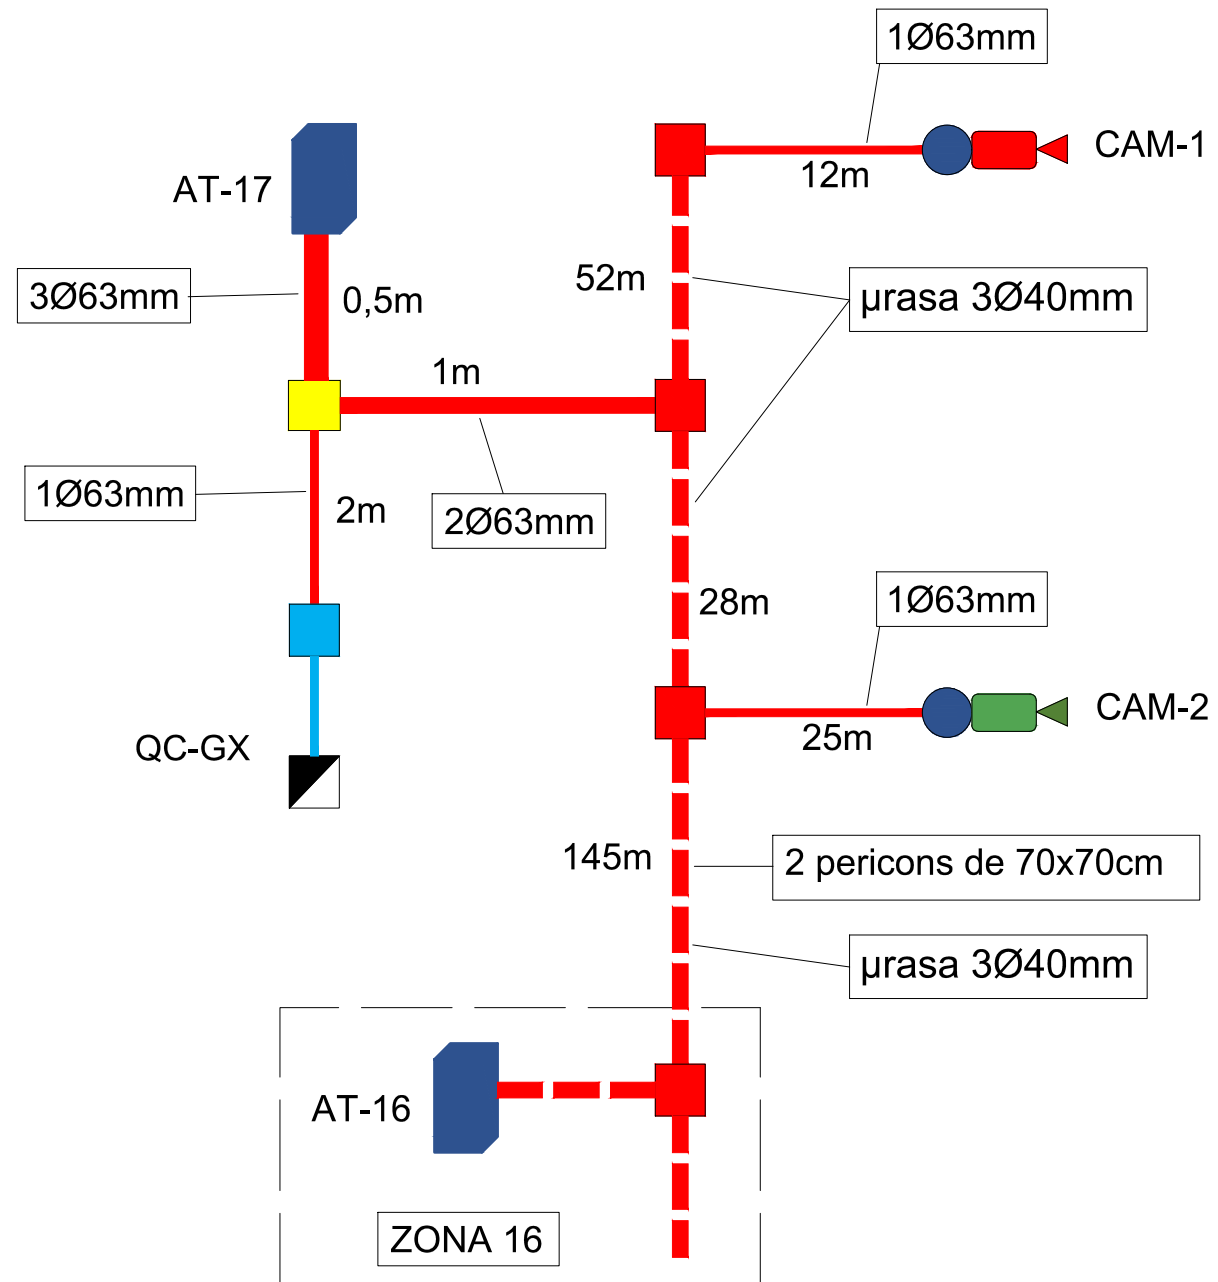 1Ø63mm
CAM-1
12m
AT-17
3Ø63mm
0,5m
52m
µrasa 3Ø40mm
1m
1Ø63mm
2m
2Ø63mm
28m
1Ø63mm
CAM-2
25m
QC-GX
145m
2 pericons de 70x70cm
µrasa 3Ø40mm
AT-16
ZONA 16